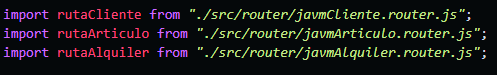 import rutaCliente from "./src/router/javmCliente.router.js";
import rutaArticulo from "./src/router/javmArticulo.router.js";
import rutaAlquiler from "./src/router/javmAlquiler.router.js";